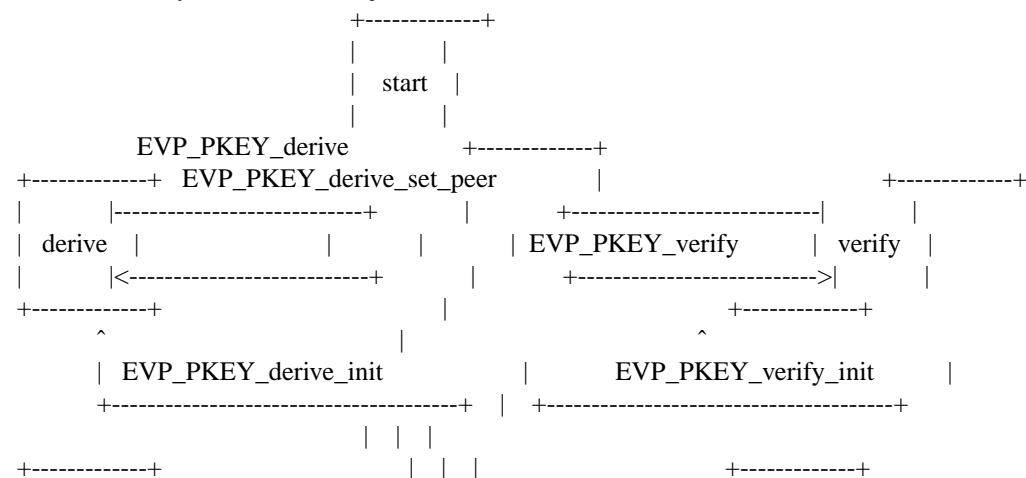 +-------------+
|             |
|    start    |
|             |
EVP_PKEY_derive +-------------+
+-------------+ EVP_PKEY_derive_set_peer | +-------------+
| |----------------------------+ | +----------------------------| |
| derive | | | | EVP_PKEY_verify | verify |
| |<---------------------------+ | +--------------------------->| |
+-------------+ | +-------------+
^ | ^
| EVP_PKEY_derive_init | EVP_PKEY_verify_init |
+----------------------------------------+ | +----------------------------------------+
| | |
+-------------+ | | | +-------------+